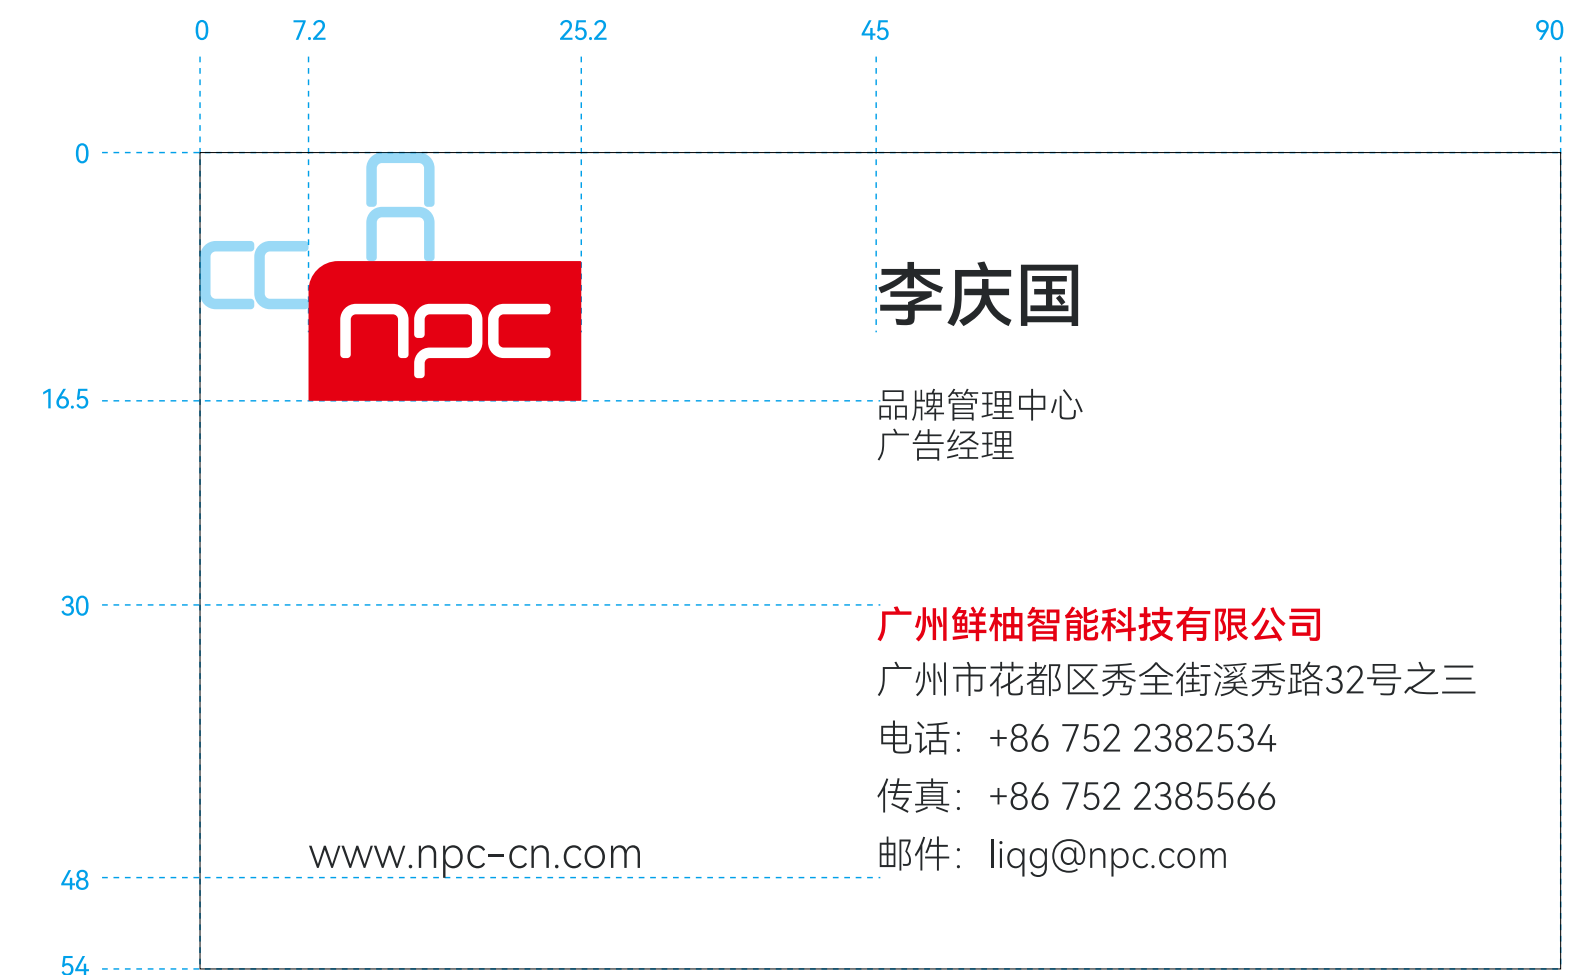 0 7.2 25.2 45 90
0
npc
李庆国
16.5
品牌管理中心
广告经理
30
广州鲜柚智能科技有限公司
广州市花都区秀全街溪秀路32号之三
电话：+86 752 2382534
传真：+86 752 2385566
邮件：liqg@npc.com
www.npc-cn.com
48
54